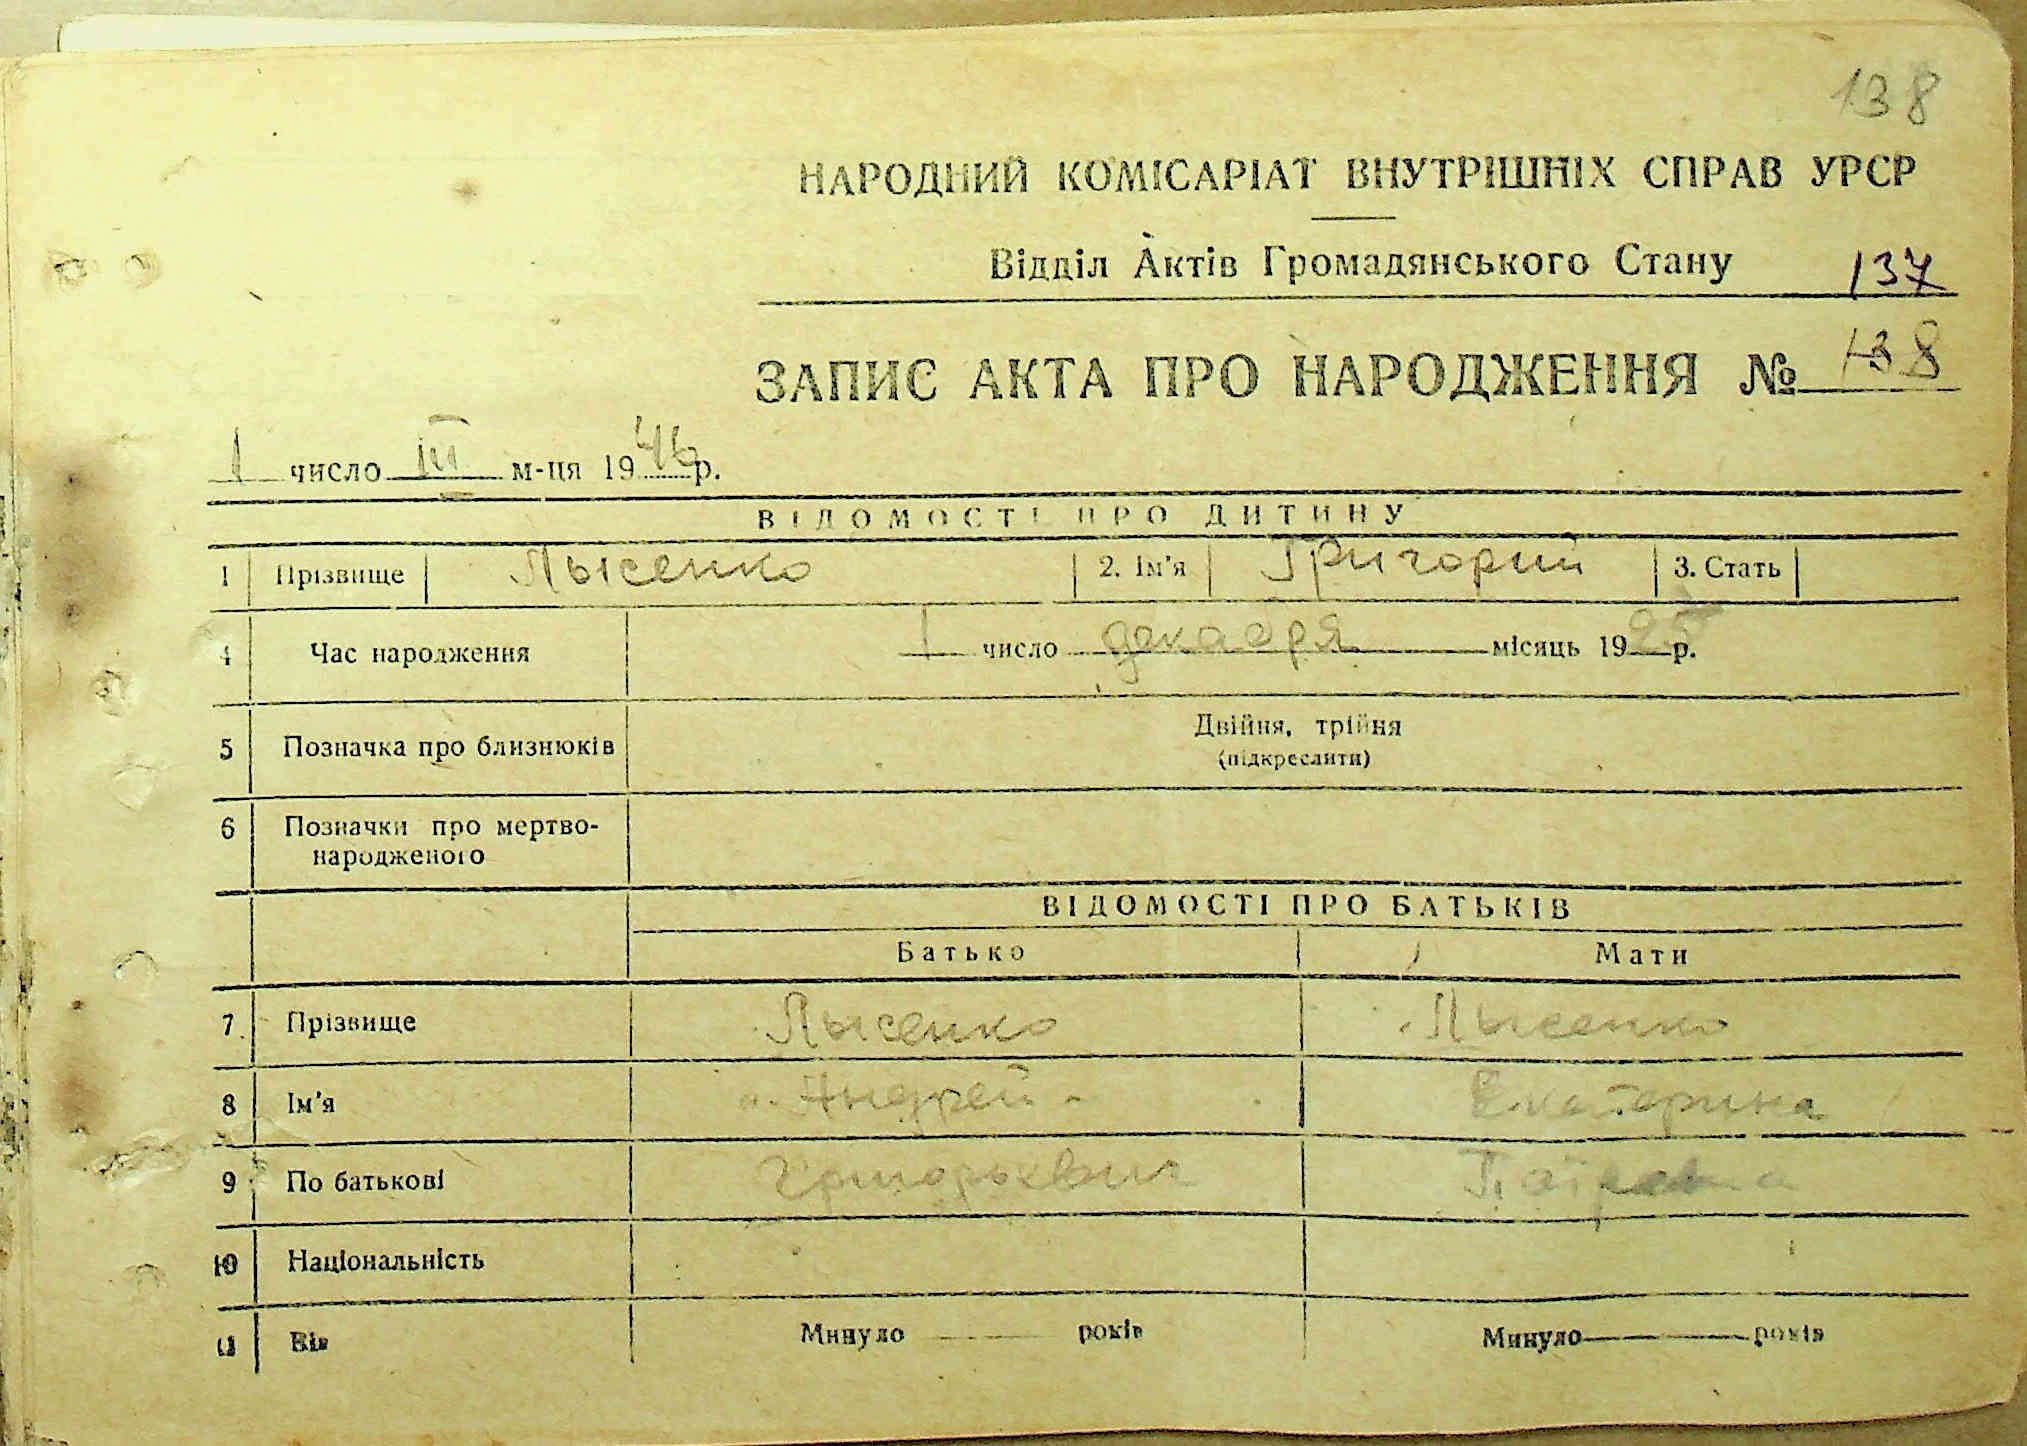 138
НАРОДНИЙ КОМІСАРІАТ ВНУТРІШНІХ СПРАВ УРСР
Відділ Актів Громадянського Стану 137
ЗАПИС АКТА ПРО НАРОДЖЕННЯ № 138
1 число III м-ця 1946 р.
ВІДОМОСТІ ПРО ДИТИНУ
1 Прізвище Лысенко 2. Ім'я Григорий 3. Стать
4 Час народження 1 число декабря місяць 1925 р.
5 Позначка про близнюків Двійня, трійня
(підкреслити)
6 Позначки про мертво-
народженого
ВІДОМОСТІ ПРО БАТЬКІВ
Батько Мати
7 Прізвище Лысенко Лысенко
8 Ім'я Андрей Екатерина
9 По батькові Григорьевич
10 Національність
11 Вік Минуло років Минуло років